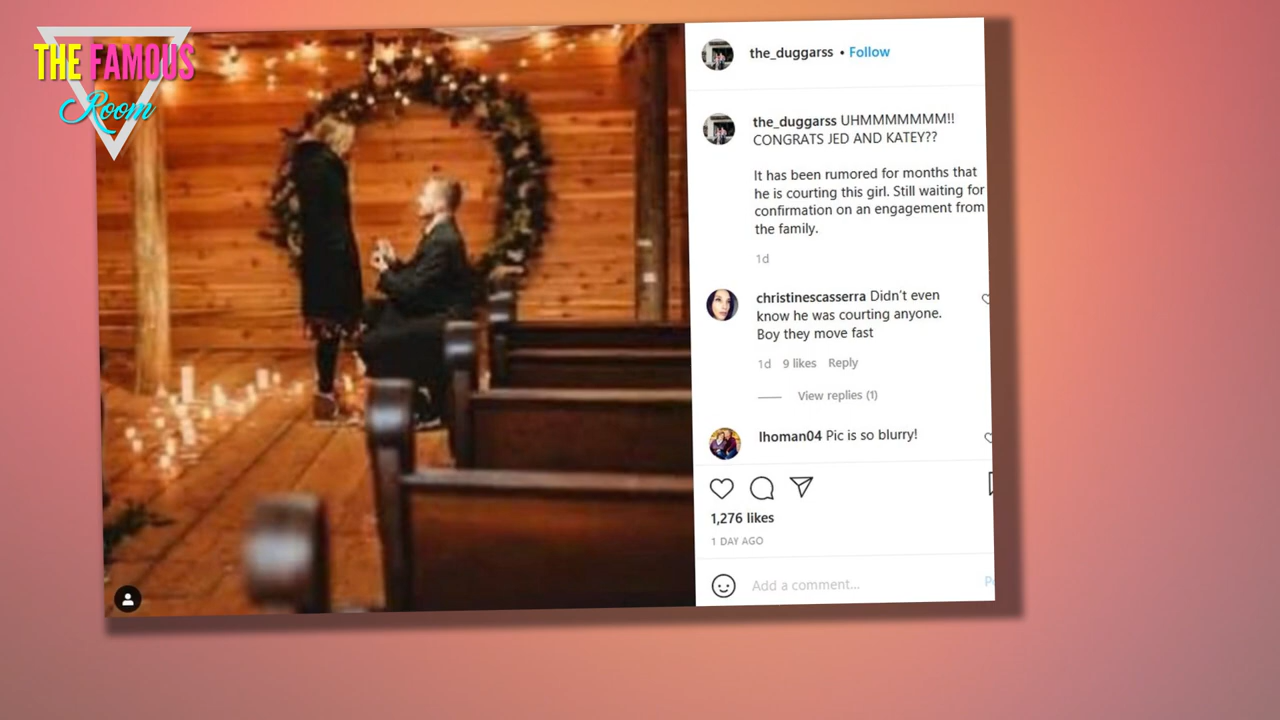 THE FAMOUS
Room
the_duggarss • Follow
the_duggarss UHMMMMMMM!!
CONGRATS JED AND KATEY??
It has been rumored for months that
he is courting this girl. Still waiting for
confirmation on an engagement from
the family.
1d
christinescasserra Didn't even
know he was courting anyone.
Boy they move fast
1d 9 likes Reply
View replies (1)
lhoman04 Pic is so blurry!
1,276 likes
1 DAY AGO
Add a comment...